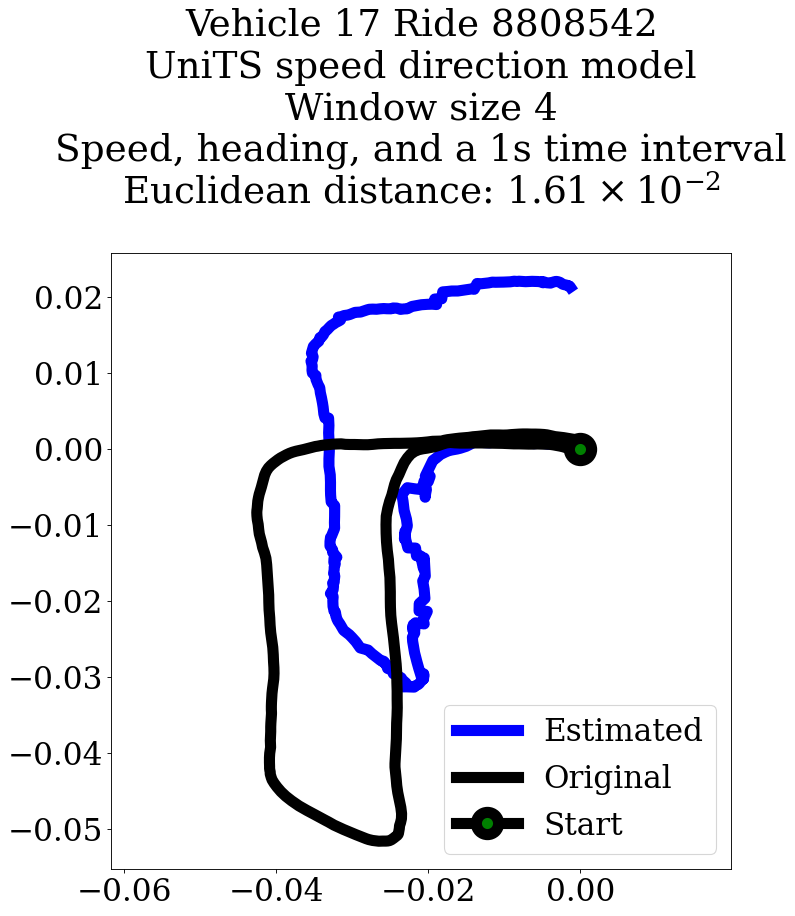 Vehicle 17 Ride 8808542
UniTS speed direction model
Window size 4
Speed, heading, and a 1s time interval
Euclidean distance: 1.61 × 10⁻²
0.02
0.01
0.00
−0.01
−0.02
−0.03
−0.04
−0.05
Estimated
Original
Start
−0.06 −0.04 −0.02 0.00